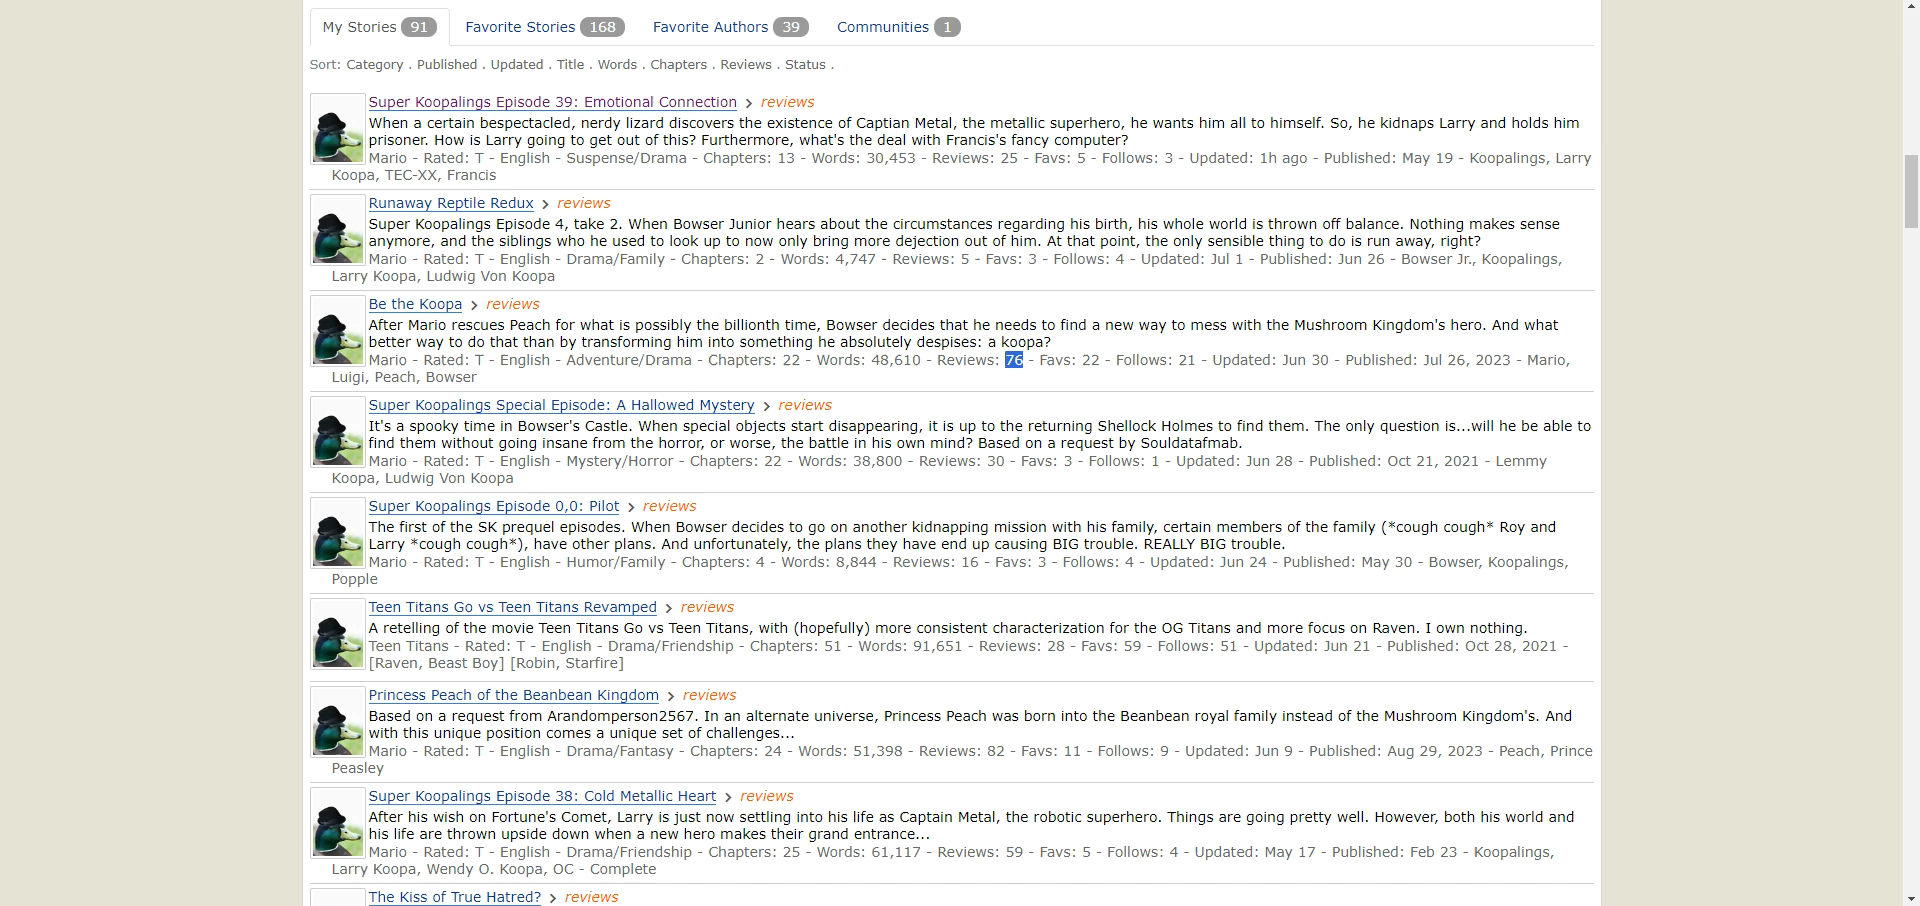 My Stories 91 Favorite Stories 168 Favorite Authors 39 Communities 1
Sort: Category . Published . Updated . Title . Words . Chapters . Reviews . Status .
Super Koopalings Episode 39: Emotional Connection > reviews
When a certain bespectacled, nerdy lizard discovers the existence of Captian Metal, the metallic superhero, he wants him all to himself. So, he kidnaps Larry and holds him
prisoner. How is Larry going to get out of this? Furthermore, what's the deal with Francis's fancy computer?
Mario - Rated: T - English - Suspense/Drama - Chapters: 13 - Words: 30,453 - Reviews: 25 - Favs: 5 - Follows: 3 - Updated: 1h ago - Published: May 19 - Koopalings, Larry
Koopa, TEC-XX, Francis
Runaway Reptile Redux > reviews
Super Koopalings Episode 4, take 2. When Bowser Junior hears about the circumstances regarding his birth, his whole world is thrown off balance. Nothing makes sense
anymore, and the siblings who he used to look up to now only bring more dejection out of him. At that point, the only sensible thing to do is run away, right?
Mario - Rated: T - English - Drama/Family - Chapters: 2 - Words: 4,747 - Reviews: 5 - Favs: 3 - Follows: 4 - Updated: Jul 1 - Published: Jun 26 - Bowser Jr., Koopalings,
Larry Koopa, Ludwig Von Koopa
Be the Koopa > reviews
After Mario rescues Peach for what is possibly the billionth time, Bowser decides that he needs to find a new way to mess with the Mushroom Kingdom's hero. And what
better way to do that than by transforming him into something he absolutely despises: a koopa?
Mario - Rated: T - English - Adventure/Drama - Chapters: 22 - Words: 48,610 - Reviews: 76 - Favs: 22 - Follows: 21 - Updated: Jun 30 - Published: Jul 26, 2023 - Mario,
Luigi, Peach, Bowser
Super Koopalings Special Episode: A Hallowed Mystery > reviews
It's a spooky time in Bowser's Castle. When special objects start disappearing, it is up to the returning Shellock Holmes to find them. The only question is...will he be able to
find them without going insane from the horror, or worse, the battle in his own mind? Based on a request by Souldatafmab.
Mario - Rated: T - English - Mystery/Horror - Chapters: 22 - Words: 38,800 - Reviews: 30 - Favs: 3 - Follows: 1 - Updated: Jun 28 - Published: Oct 21, 2021 - Lemmy
Koopa, Ludwig Von Koopa
Super Koopalings Episode 0,0: Pilot > reviews
The first of the SK prequel episodes. When Bowser decides to go on another kidnapping mission with his family, certain members of the family (*cough cough* Roy and
Larry *cough cough*), have other plans. And unfortunately, the plans they have end up causing BIG trouble. REALLY BIG trouble.
Mario - Rated: T - English - Humor/Family - Chapters: 4 - Words: 8,844 - Reviews: 16 - Favs: 3 - Follows: 4 - Updated: Jun 24 - Published: May 30 - Bowser, Koopalings,
Popple
Teen Titans Go vs Teen Titans Revamped > reviews
A retelling of the movie Teen Titans Go vs Teen Titans, with (hopefully) more consistent characterization for the OG Titans and more focus on Raven. I own nothing.
Teen Titans - Rated: T - English - Drama/Friendship - Chapters: 51 - Words: 91,651 - Reviews: 28 - Favs: 59 - Follows: 51 - Updated: Jun 21 - Published: Oct 28, 2021 -
[Raven, Beast Boy] [Robin, Starfire]
Princess Peach of the Beanbean Kingdom > reviews
Based on a request from Arandomperson2567. In an alternate universe, Princess Peach was born into the Beanbean royal family instead of the Mushroom Kingdom's. And
with this unique position comes a unique set of challenges...
Mario - Rated: T - English - Drama/Fantasy - Chapters: 24 - Words: 51,398 - Reviews: 82 - Favs: 11 - Follows: 9 - Updated: Jun 9 - Published: Aug 29, 2023 - Peach, Prince
Peasley
Super Koopalings Episode 38: Cold Metallic Heart > reviews
After his wish on Fortune's Comet, Larry is just now settling into his life as Captain Metal, the robotic superhero. Things are going pretty well. However, both his world and
his life are thrown upside down when a new hero makes their grand entrance...
Mario - Rated: T - English - Drama/Friendship - Chapters: 25 - Words: 61,117 - Reviews: 59 - Favs: 5 - Follows: 4 - Updated: May 17 - Published: Feb 23 - Koopalings,
Larry Koopa, Wendy O. Koopa, OC - Complete
The Kiss of True Hatred? > reviews